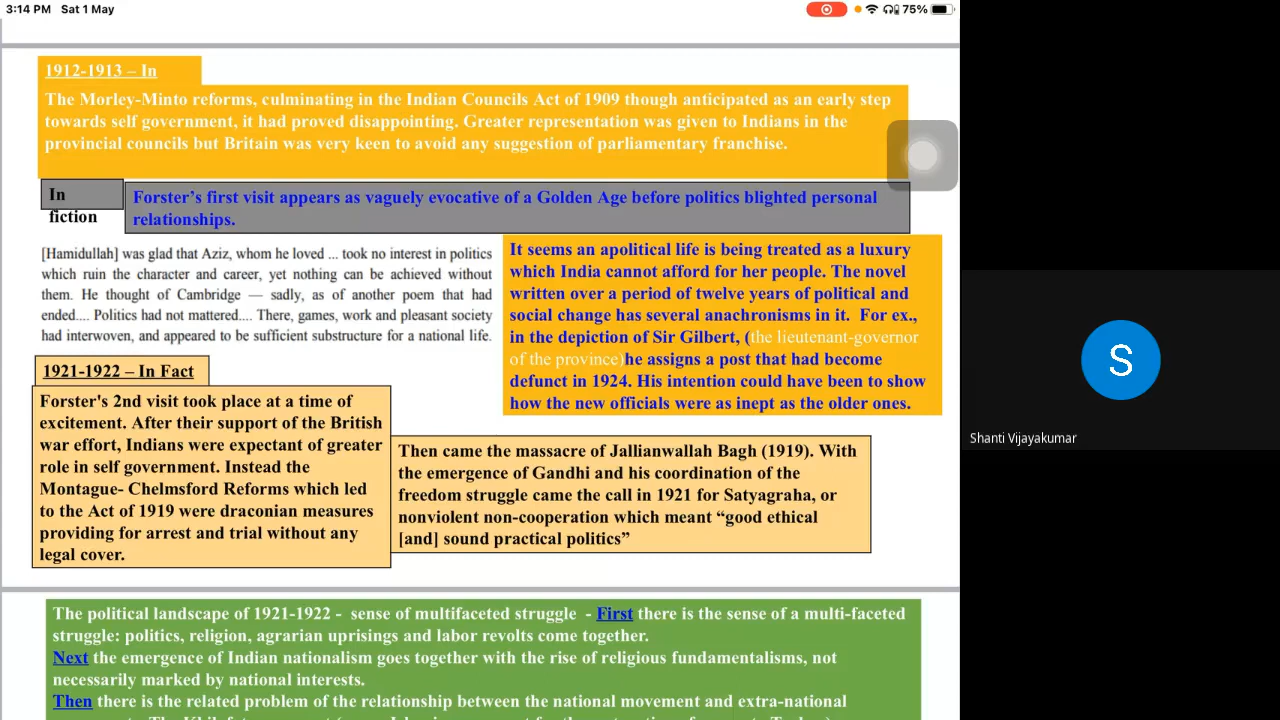 3:14 PM Sat 1 May
75%
1912-1913 – In
The Morley-Minto reforms, culminating in the Indian Councils Act of 1909 though anticipated as an early step
towards self government, it had proved disappointing. Greater representation was given to Indians in the
provincial councils but Britain was very keen to avoid any suggestion of parliamentary franchise.
In
fiction
Forster's first visit appears as vaguely evocative of a Golden Age before politics blighted personal
relationships.
[Hamidullah] was glad that Aziz, whom he loved ... took no interest in politics
which ruin the character and career, yet nothing can be achieved without
them. He thought of Cambridge — sadly, as of another poem that had
ended.... Politics had not mattered.... There, games, work and pleasant society
had interwoven, and appeared to be sufficient substructure for a national life.
It seems an apolitical life is being treated as a luxury
which India cannot afford for her people. The novel
written over a period of twelve years of political and
social change has several anachronisms in it. For ex.,
in the depiction of Sir Gilbert, (the lieutenant-governor
of the province)he assigns a post that had become
defunct in 1924. His intention could have been to show
how the new officials were as inept as the older ones.
1921-1922 – In Fact
Forster's 2nd visit took place at a time of
excitement. After their support of the British
war effort, Indians were expectant of greater
role in self government. Instead the
Montague- Chelmsford Reforms which led
to the Act of 1919 were draconian measures
providing for arrest and trial without any
legal cover.
Then came the massacre of Jallianwallah Bagh (1919). With
the emergence of Gandhi and his coordination of the
freedom struggle came the call in 1921 for Satyagraha, or
nonviolent non-cooperation which meant “good ethical
[and] sound practical politics”
The political landscape of 1921-1922 - sense of multifaceted struggle - First there is the sense of a multi-faceted
struggle: politics, religion, agrarian uprisings and labor revolts come together.
Next the emergence of Indian nationalism goes together with the rise of religious fundamentalisms, not
necessarily marked by national interests.
Then there is the related problem of the relationship between the national movement and extra-national
S
Shanti Vijayakumar